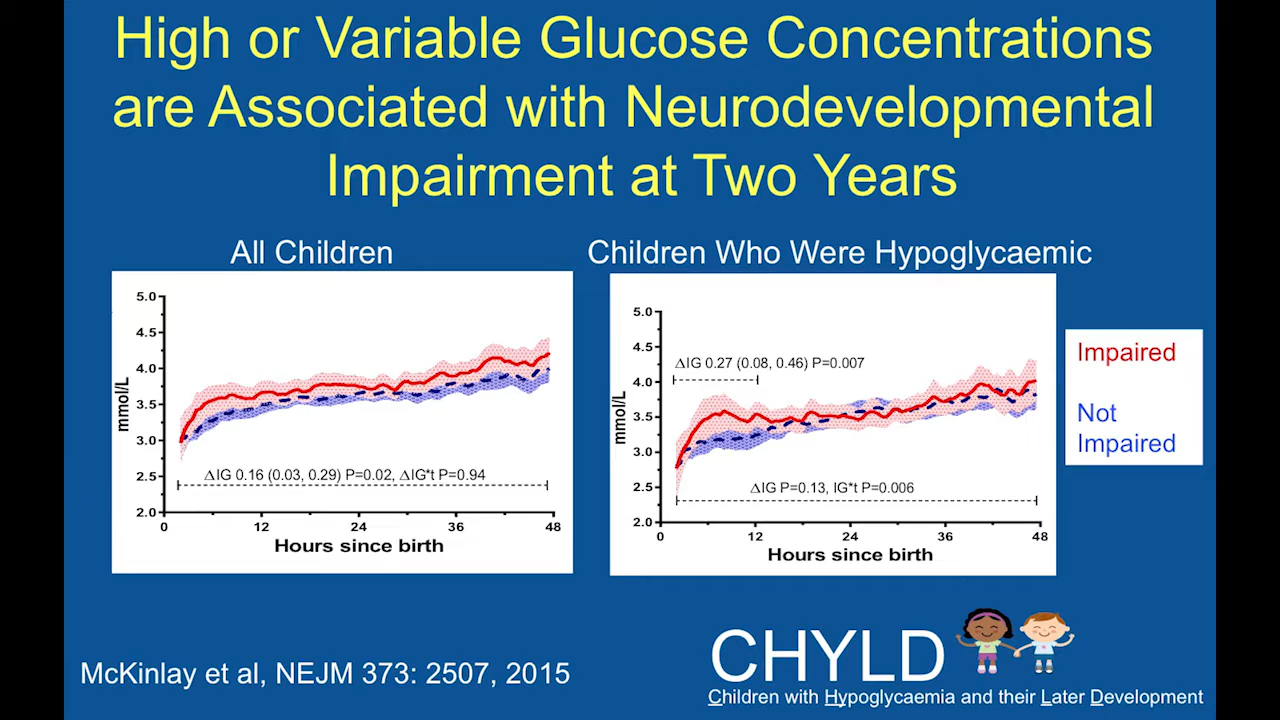 High or Variable Glucose Concentrations
are Associated with Neurodevelopmental
Impairment at Two Years
All Children
Children Who Were Hypoglycaemic
5.0
4.5
4.0
3.5
3.0
2.5
2.0
mmol/L
ΔIG 0.16 (0.03, 0.29) P=0.02, ΔIG*t P=0.94
0 12 24 36 48
Hours since birth
5.0
4.5
4.0
3.5
3.0
2.5
2.0
mmol/L
ΔIG 0.27 (0.08, 0.46) P=0.007
ΔIG P=0.13, IG*t P=0.006
0 12 24 36 48
Hours since birth
Impaired
Not
Impaired
McKinlay et al, NEJM 373: 2507, 2015
CHYLD
Children with Hypoglycaemia and their Later Development